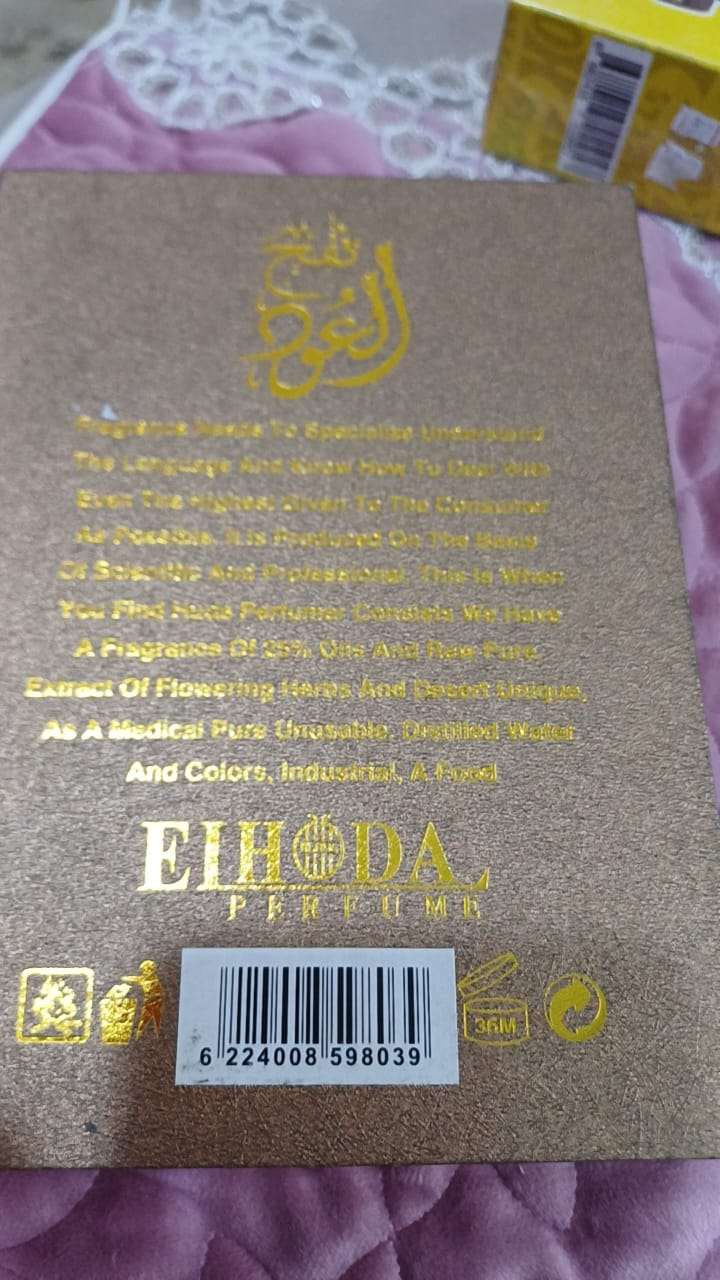 نفح
العود
Fragrance Needs To Specialist Understand
The Language And Know How To Deal With
Even The Highest Given To The Consumer
As Possible. It Is Produced On The Basis
Of Scientific And Professional, This Is When
You Find Huda Perfumer Consists We Have
A Fragrance Of 25% Oils And Raw Pure
Extract Of Flowering Herbs And Desert Unique,
As A Medical Pure Unusable, Distilled Water
And Colors, Industrial, A Food
ElHODA
PERFUME
36M
6 224008 598039